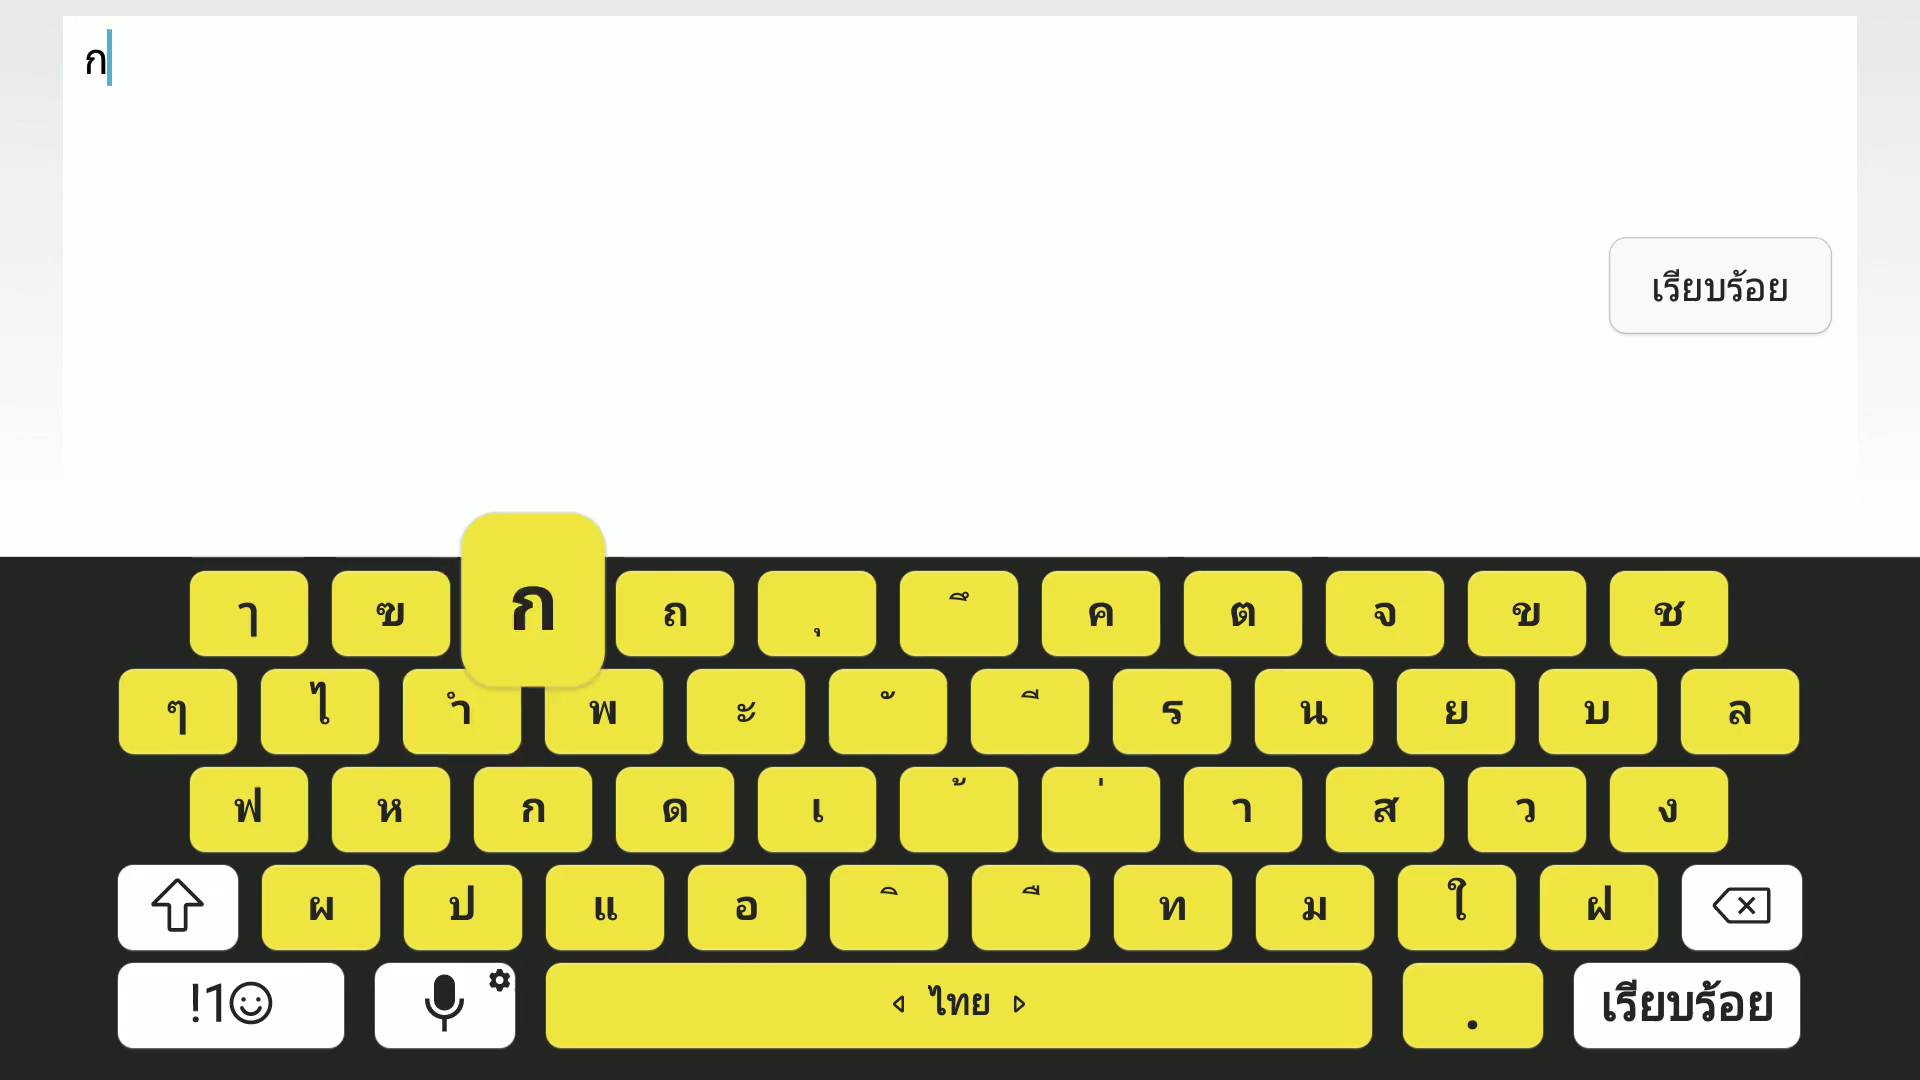 ก
เรียบร้อย
ๅ ฃ ก ถ ุ ึ ค ต จ ข ช
ๆ ไ ำ พ ะ ั ี ร น ย บ ล
ฟ ห ก ด เ ้ ่ า ส ว ง
ผ ป แ อ ิ ื ท ม ใ ฝ
!1☺ ไทย . เรียบร้อย